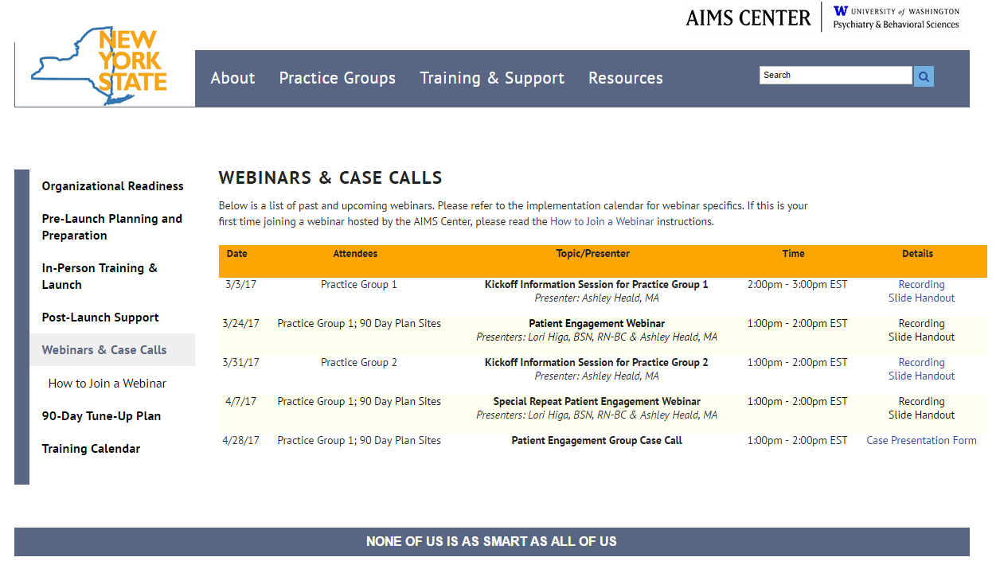 AIMS CENTER
W UNIVERSITY of WASHINGTON
Psychiatry & Behavioral Sciences
NEW
YORK
STATE
About Practice Groups Training & Support Resources
Search
Organizational Readiness
Pre-Launch Planning and
Preparation
In-Person Training &
Launch
Post-Launch Support
Webinars & Case Calls
How to Join a Webinar
90-Day Tune-Up Plan
Training Calendar
WEBINARS & CASE CALLS
Below is a list of past and upcoming webinars. Please refer to the implementation calendar for webinar specifics. If this is your
first time joining a webinar hosted by the AIMS Center, please read the How to Join a Webinar instructions.
Date Attendees Topic/Presenter Time Details
3/3/17 Practice Group 1 Kickoff Information Session for Practice Group 1 2:00pm - 3:00pm EST Recording
Presenter: Ashley Heald, MA Slide Handout
3/24/17 Practice Group 1; 90 Day Plan Sites Patient Engagement Webinar 1:00pm - 2:00pm EST Recording
Presenters: Lori Higa, BSN, RN-BC & Ashley Heald, MA Slide Handout
3/31/17 Practice Group 2 Kickoff Information Session for Practice Group 2 1:00pm - 2:00pm EST Recording
Presenter: Ashley Heald, MA Slide Handout
4/7/17 Practice Group 1; 90 Day Plan Sites Special Repeat Patient Engagement Webinar 1:00pm - 2:00pm EST Recording
Presenters: Lori Higa, BSN, RN-BC & Ashley Heald, MA Slide Handout
4/28/17 Practice Group 1; 90 Day Plan Sites Patient Engagement Group Case Call 1:00pm - 2:00pm EST Case Presentation Form
NONE OF US IS AS SMART AS ALL OF US